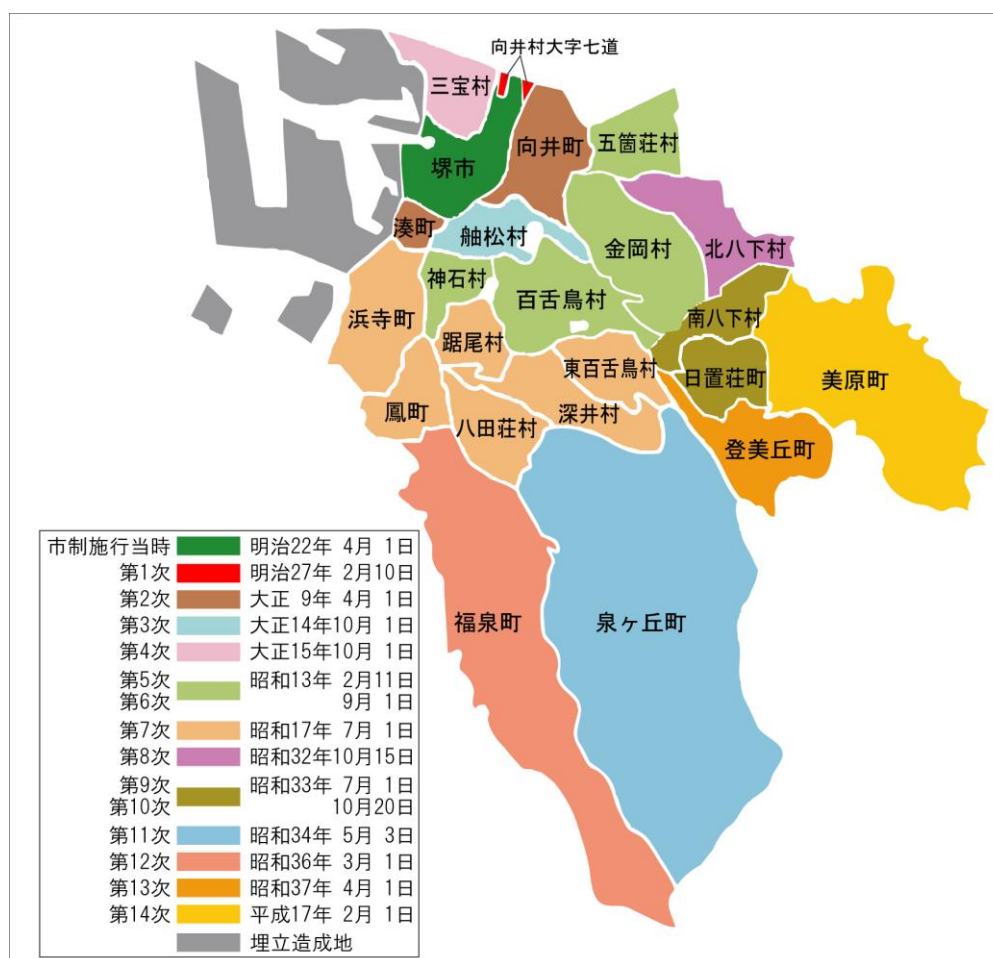 向井村大字七道
三宝村
向井町
五箇荘村
堺市
湊町
舳松村
金岡村
北八下村
神石村
百舌鳥村
浜寺町
南八下村
踞尾村
東百舌鳥村
日置荘町
美原町
鳳町
八田荘村
深井村
登美丘町
福泉町
泉ヶ丘町
市制施行当時 明治22年 4月 1日
第1次 明治27年 2月10日
第2次 大正 9年 4月 1日
第3次 大正14年10月 1日
第4次 大正15年10月 1日
第5次 昭和13年 2月11日
第6次 9月 1日
第7次 昭和17年 7月 1日
第8次 昭和32年10月15日
第9次 昭和33年 7月 1日
第10次 10月20日
第11次 昭和34年 5月 3日
第12次 昭和36年 3月 1日
第13次 昭和37年 4月 1日
第14次 平成17年 2月 1日
埋立造成地